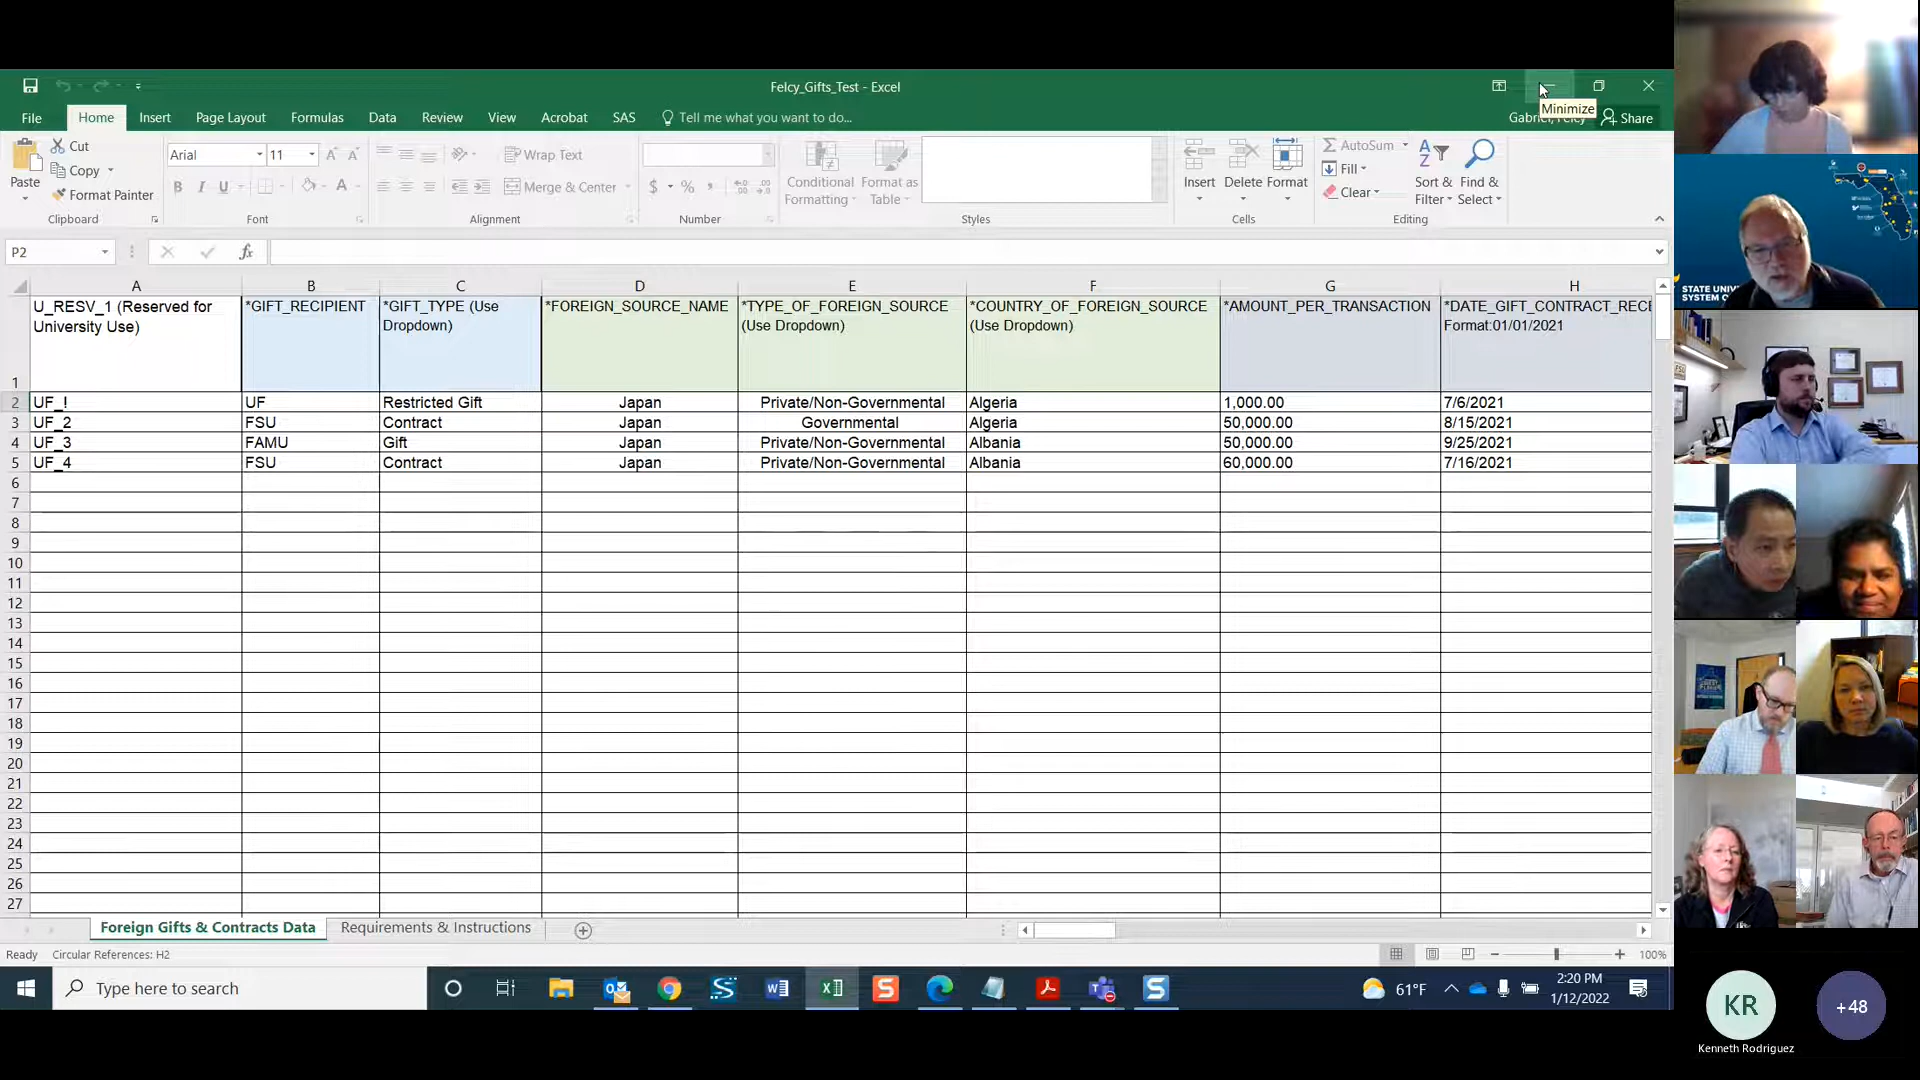 Felcy_Gifts_Test - Excel
Minimize
File Home Insert Page Layout Formulas Data Review View Acrobat SAS Tell me what you want to do...
Share
Paste
Cut
Copy
Format Painter
Clipboard
Arial 11
B I U
Font
Wrap Text
Merge & Center
Alignment
$ %
Number
Conditional Formatting
Format as Table
Styles
Insert Delete Format
Cells
AutoSum
Fill
Clear
Sort & Filter
Find & Select
Editing
P2
fx
A B C D E F G H
1 U_RESV_1 (Reserved for University Use) *GIFT_RECIPIENT *GIFT_TYPE (Use Dropdown) *FOREIGN_SOURCE_NAME *TYPE_OF_FOREIGN_SOURCE (Use Dropdown) *COUNTRY_OF_FOREIGN_SOURCE (Use Dropdown) *AMOUNT_PER_TRANSACTION *DATE_GIFT_CONTRACT_RECE Format:01/01/2021
2 UF_! UF Restricted Gift Japan Private/Non-Governmental Algeria 1,000.00 7/6/2021
3 UF_2 FSU Contract Japan Governmental Algeria 50,000.00 8/15/2021
4 UF_3 FAMU Gift Japan Private/Non-Governmental Albania 50,000.00 9/25/2021
5 UF_4 FSU Contract Japan Private/Non-Governmental Albania 60,000.00 7/16/2021
6
7
8
9
10
11
12
13
14
15
16
17
18
19
20
21
22
23
24
25
26
27
Foreign Gifts & Contracts Data Requirements & Instructions
Ready Circular References: H2
100%
Type here to search
61°F
2:20 PM
1/12/2022
STATE UNIV
SYSTEM
KR
Kenneth Rodriguez
+48